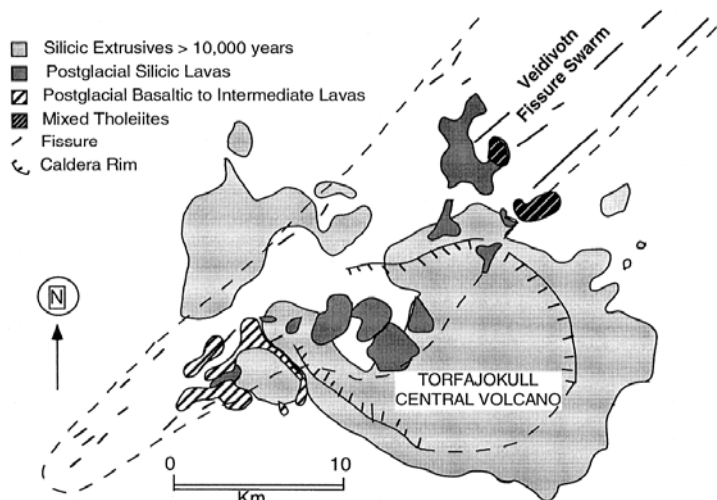 Silicic Extrusives > 10,000 years
Postglacial Silicic Lavas
Postglacial Basaltic to Intermediate Lavas
Mixed Tholeiites
Fissure
Caldera Rim
Veidivotn
Fissure Swarm
N
TORFAJOKULL
CENTRAL VOLCANO
0 10
Km